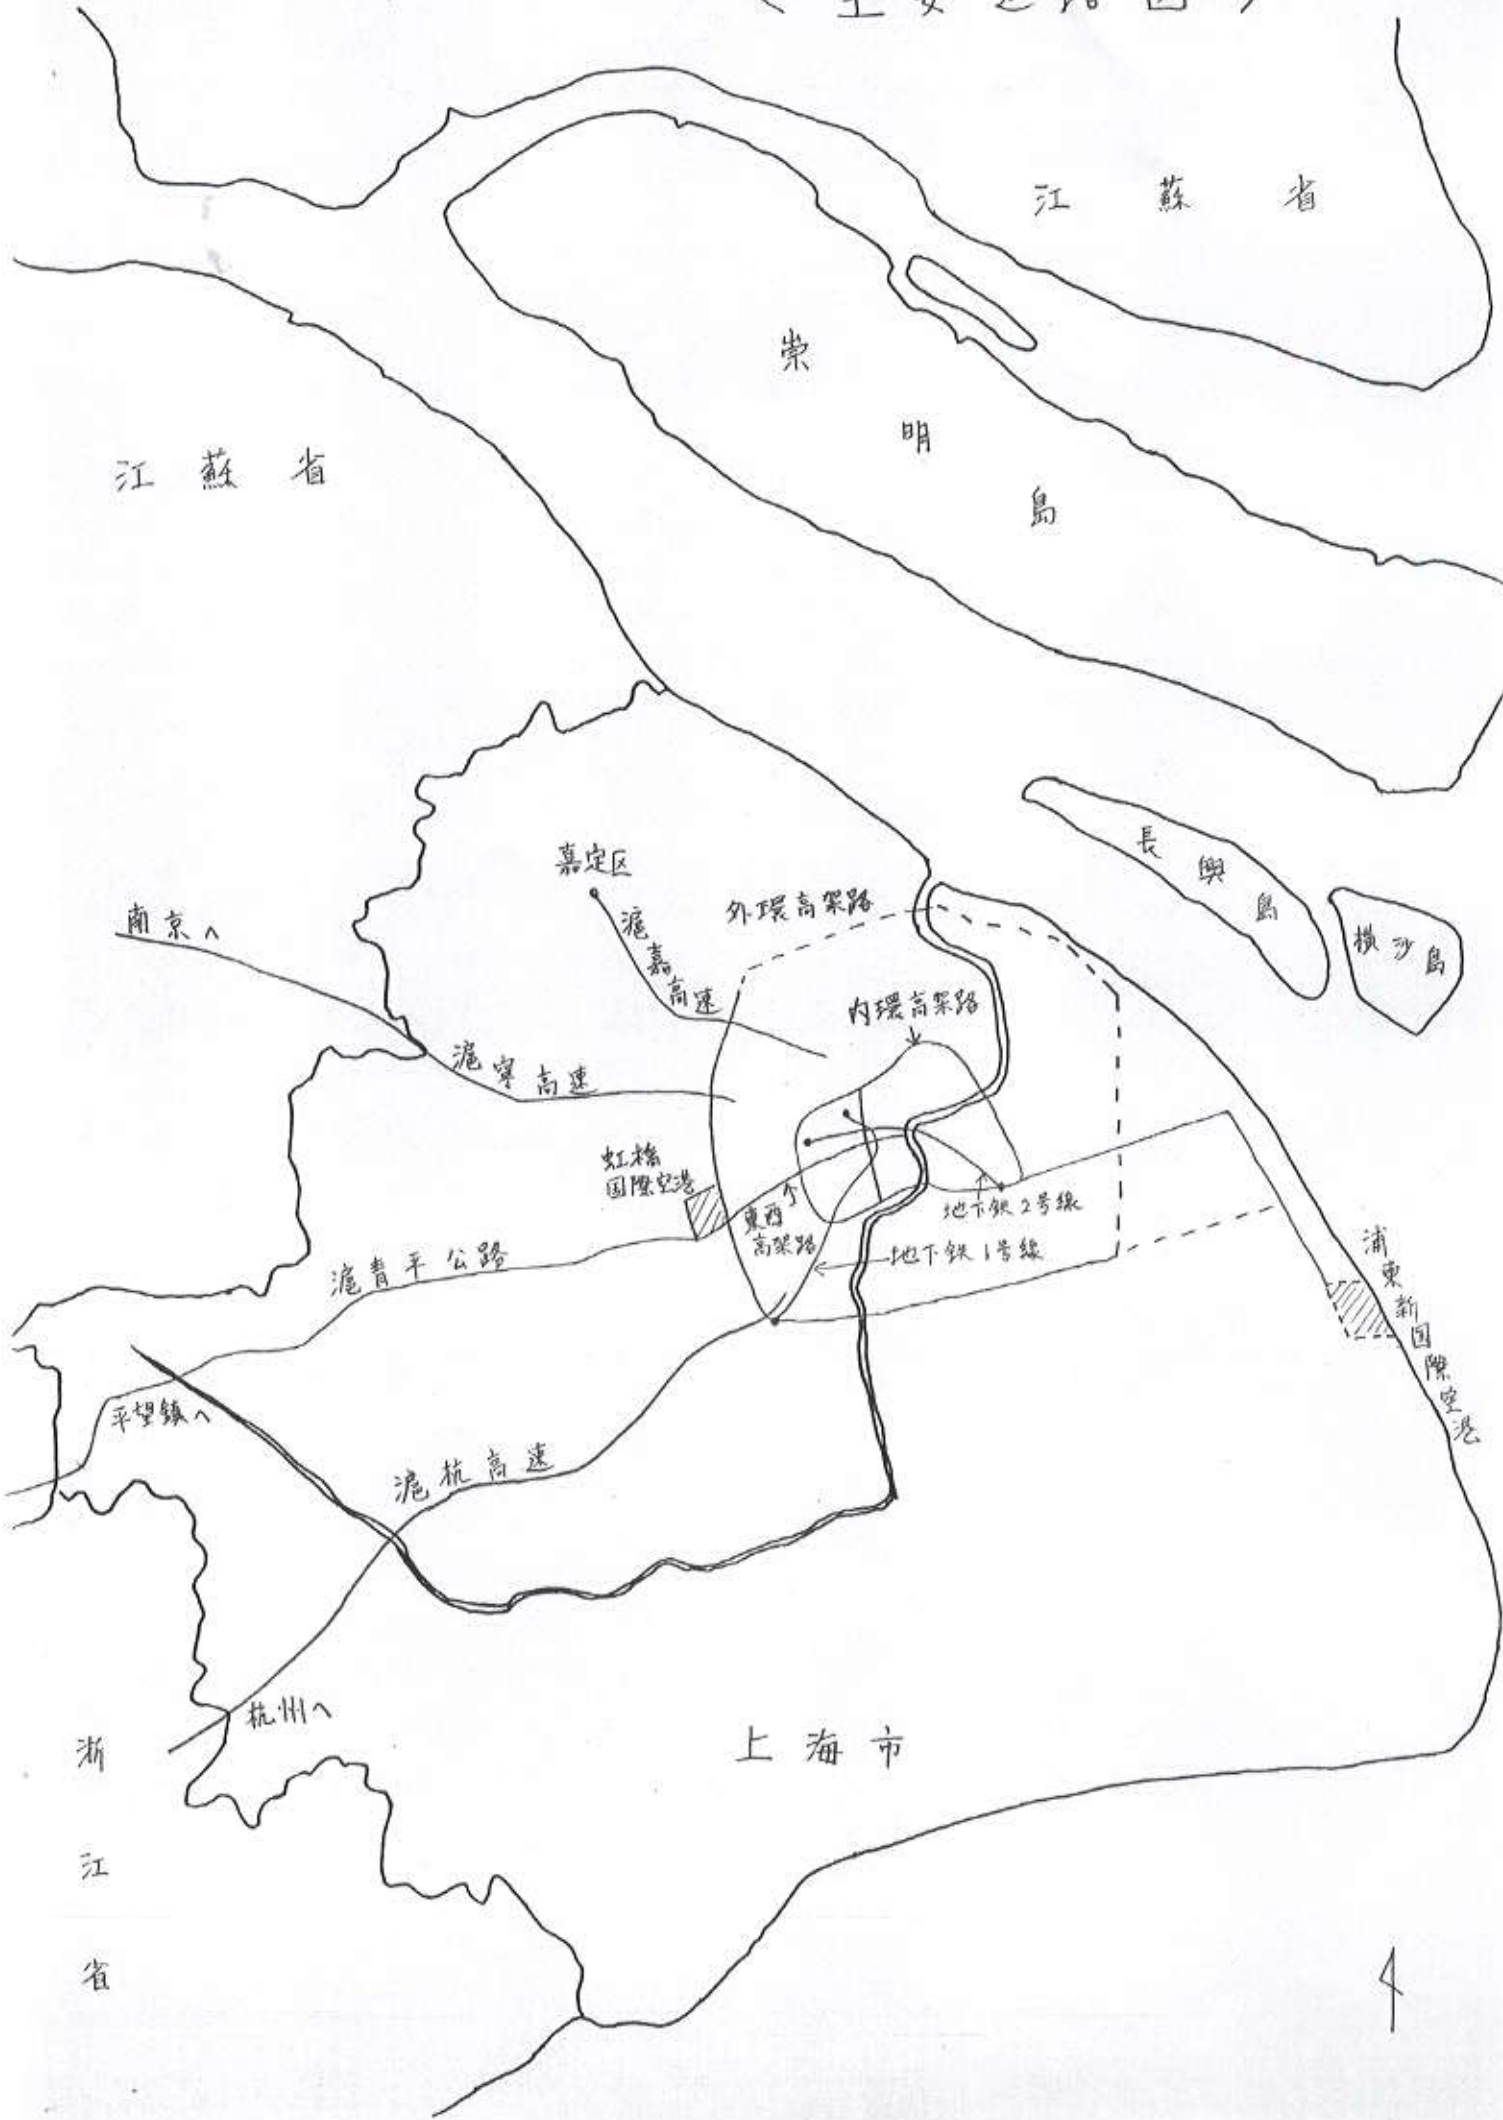 江蘇省
崇明島
江蘇省
長興島
横沙島
嘉定区
滬嘉高速
外環高架路
南京へ
内環高架路
滬寧高速
虹橋
国際空港
東西
高架路
地下鉄2号線
地下鉄1号線
滬青平公路
浦東新国際空港
平望鎮へ
滬杭高速
杭州へ
上海市
浙江省